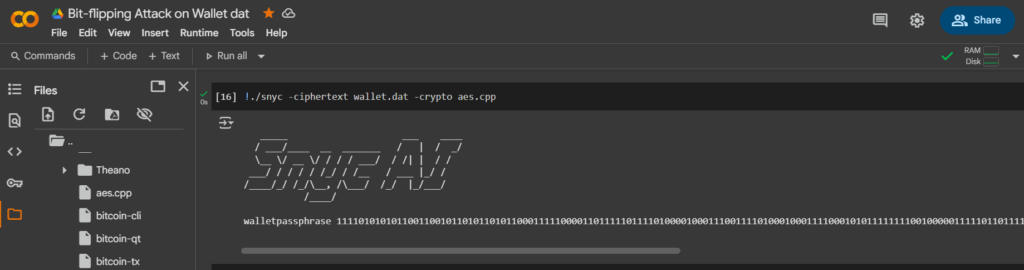 Bit-flipping Attack on Wallet dat
File Edit View Insert Runtime Tools Help
Share
Commands + Code + Text Run all
RAM
Disk
Files
[16] !./snyc -ciphertext wallet.dat -crypto aes.cpp
0s
..
Theano
aes.cpp
bitcoin-cli
bitcoin-qt
bitcoin-tx
walletpassphrase